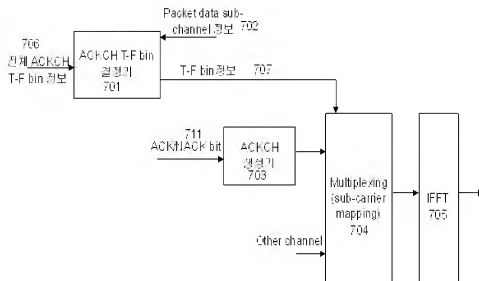 Packet data sub-
channel 정보 702
706
전체 ACKCH
T-F bin 정보
ACKCH T-F bin
결정기
701
T-F bin 정보 707
711
ACK/NACK bit
ACKCH
생성기
703
Multiplexing
(sub-carrier
mapping)
704
IFFT
705
Other channel